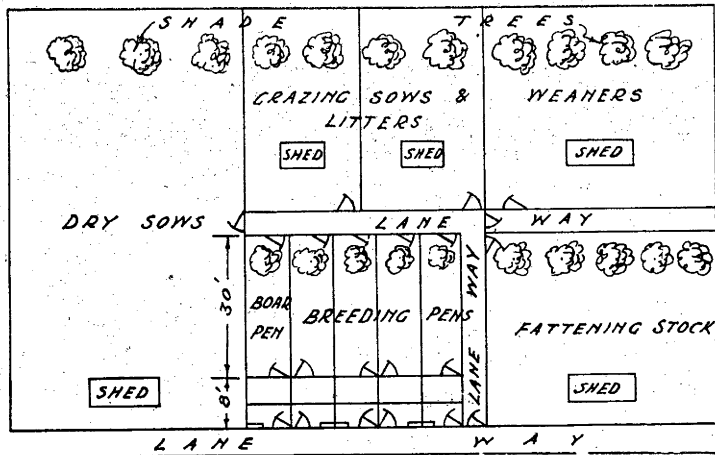 SHADE TREES
GRAZING SOWS & LITTERS
WEANERS
SHED
SHED
SHED
DRY SOWS
LANE WAY
30'
BOAR PEN
BREEDING PENS
LANE WAY
FATTENING STOCK
SHED
8'
SHED
LANE WAY